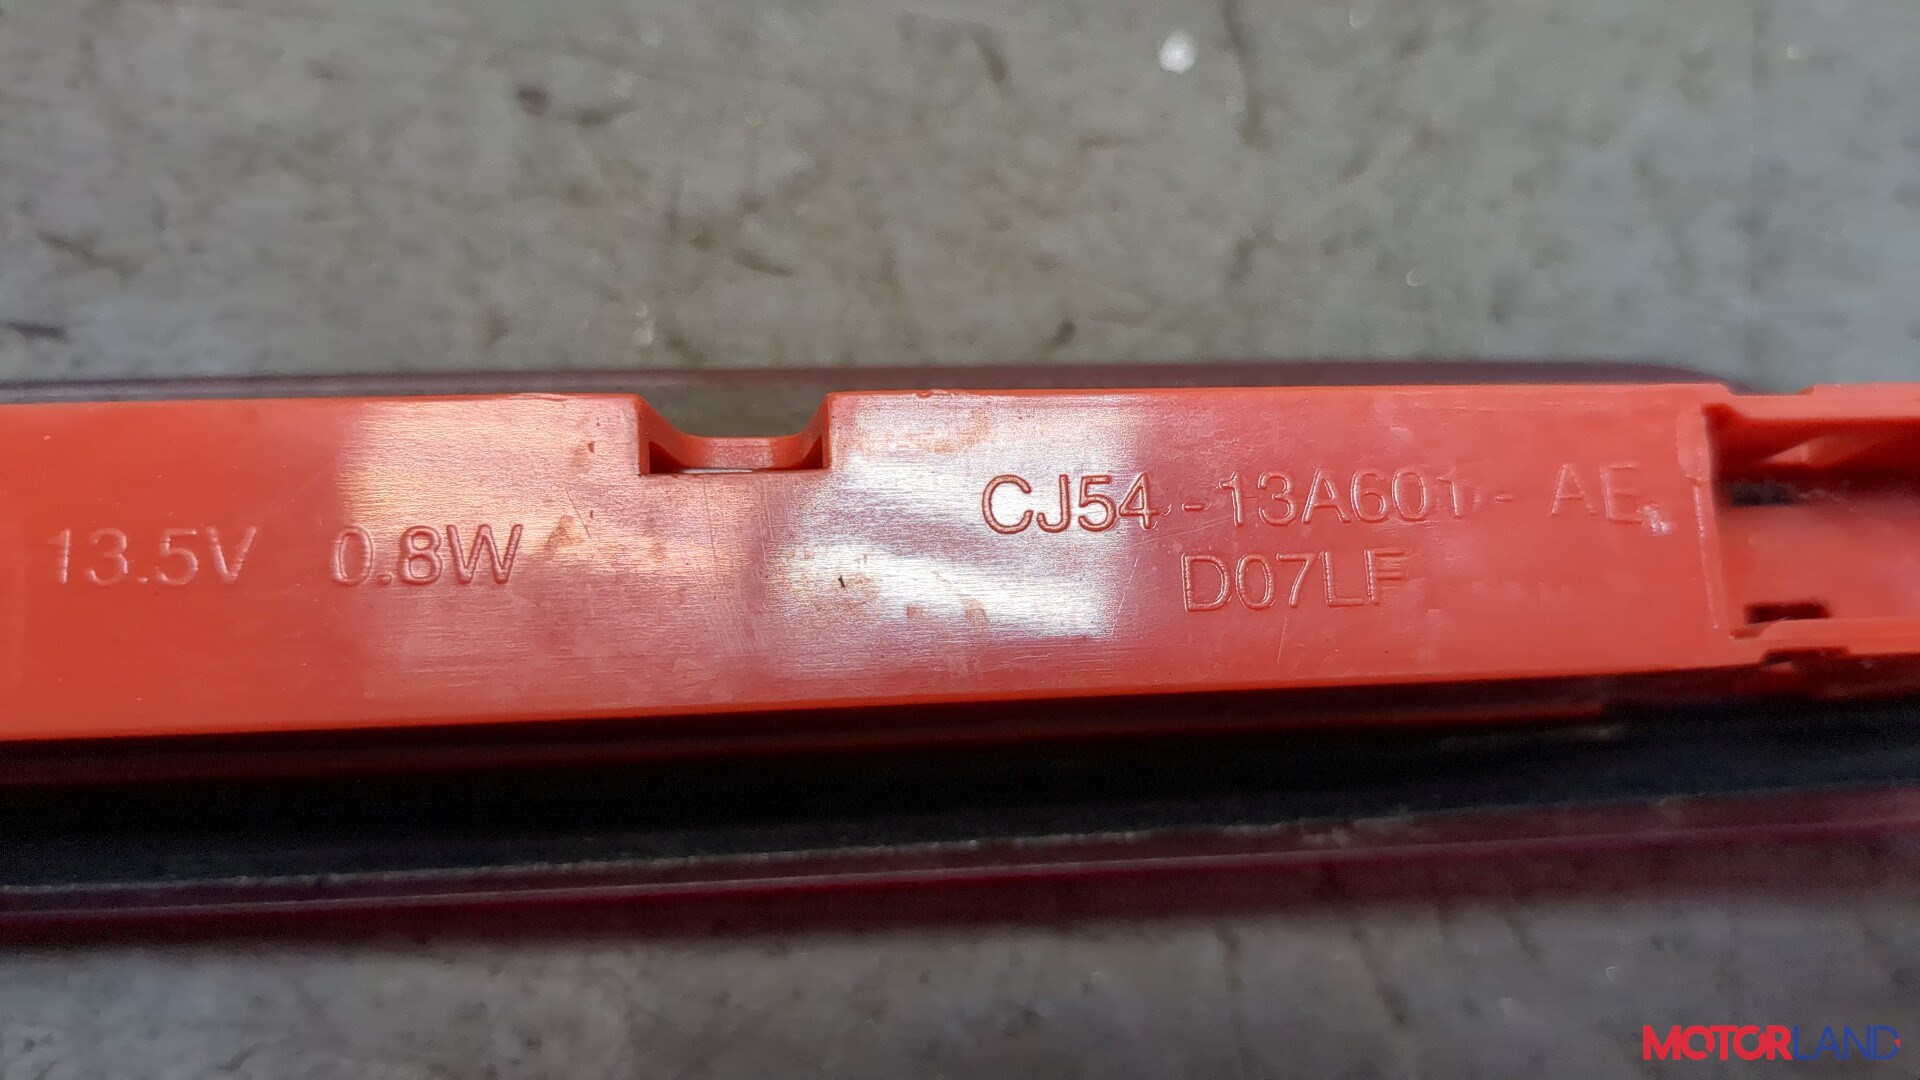 13.5V 0.8W
CJ54-13A601-AE
D07LF
MOTORLAND